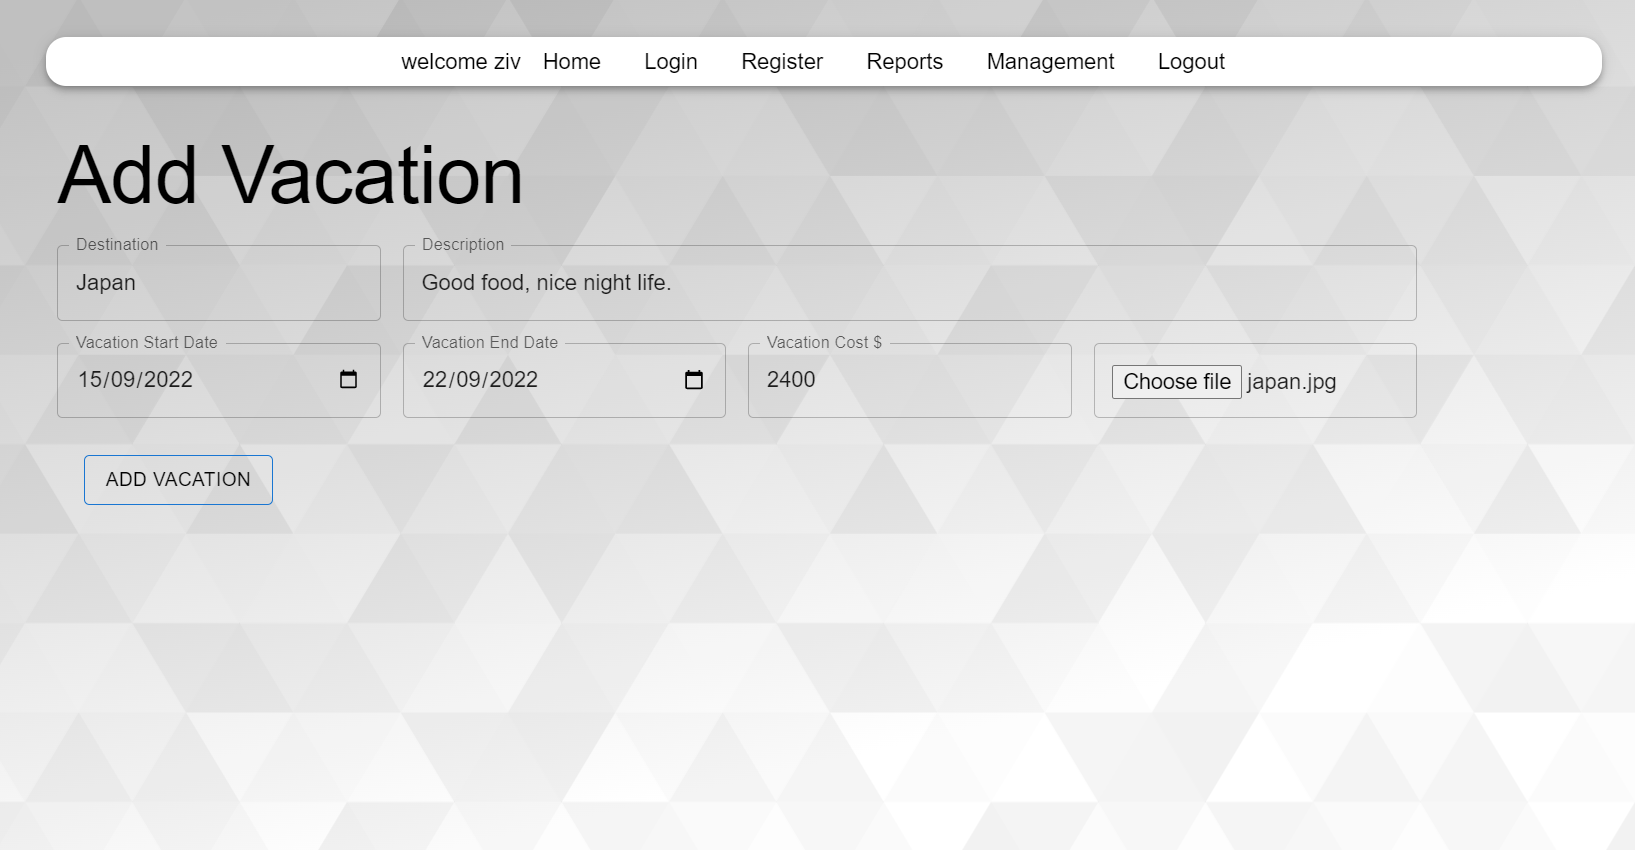 welcome ziv Home Login Register Reports Management Logout
Add Vacation
Destination Description
Japan Good food, nice night life.
Vacation Start Date Vacation End Date Vacation Cost $
15/09/2022 22/09/2022 2400 Choose file japan.jpg
ADD VACATION